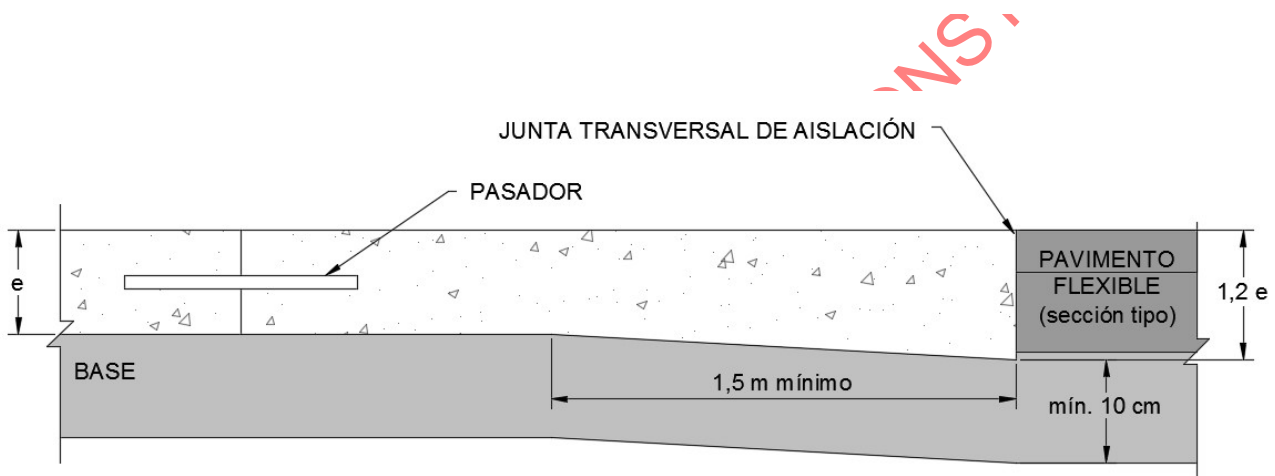 JUNTA TRANSVERSAL DE AISLACIÓN
PASADOR
e
PAVIMENTO
FLEXIBLE
(sección tipo)
1,2 e
BASE
1,5 m mínimo
mín. 10 cm